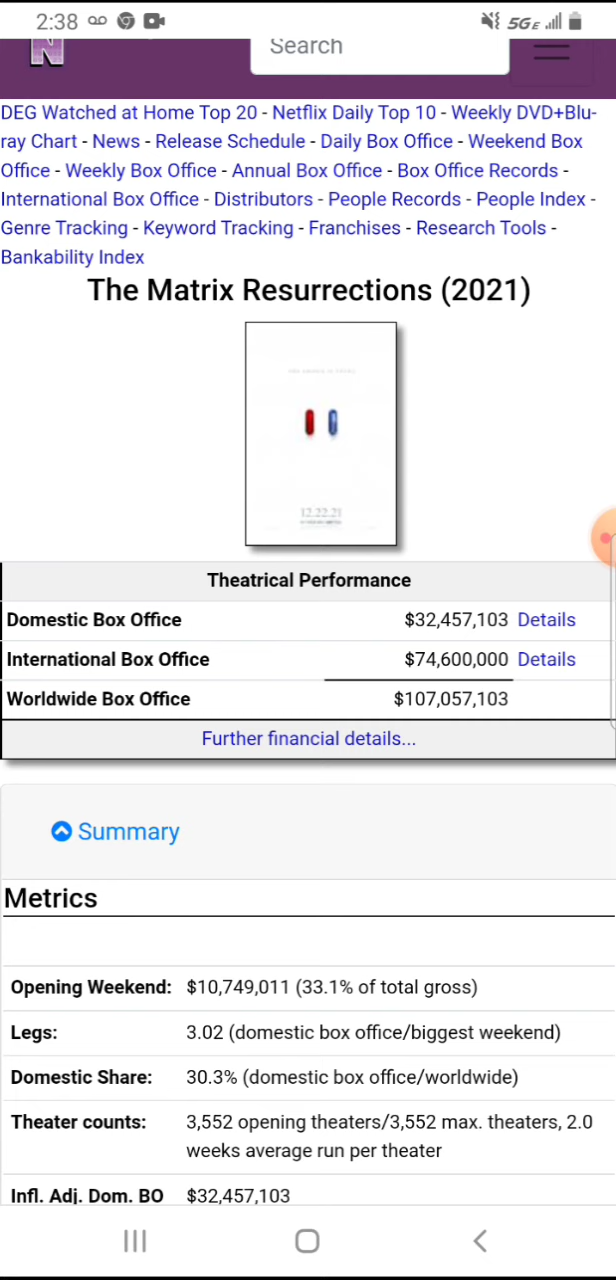 2:38 5GE
N Search
DEG Watched at Home Top 20 - Netflix Daily Top 10 - Weekly DVD+Blu-
ray Chart - News - Release Schedule - Daily Box Office - Weekend Box
Office - Weekly Box Office - Annual Box Office - Box Office Records -
International Box Office - Distributors - People Records - People Index -
Genre Tracking - Keyword Tracking - Franchises - Research Tools -
Bankability Index
The Matrix Resurrections (2021)
12.22.21
Theatrical Performance
Domestic Box Office $32,457,103 Details
International Box Office $74,600,000 Details
Worldwide Box Office $107,057,103
Further financial details...
Summary
Metrics
Opening Weekend: $10,749,011 (33.1% of total gross)
Legs: 3.02 (domestic box office/biggest weekend)
Domestic Share: 30.3% (domestic box office/worldwide)
Theater counts: 3,552 opening theaters/3,552 max. theaters, 2.0
weeks average run per theater
Infl. Adj. Dom. BO $32,457,103